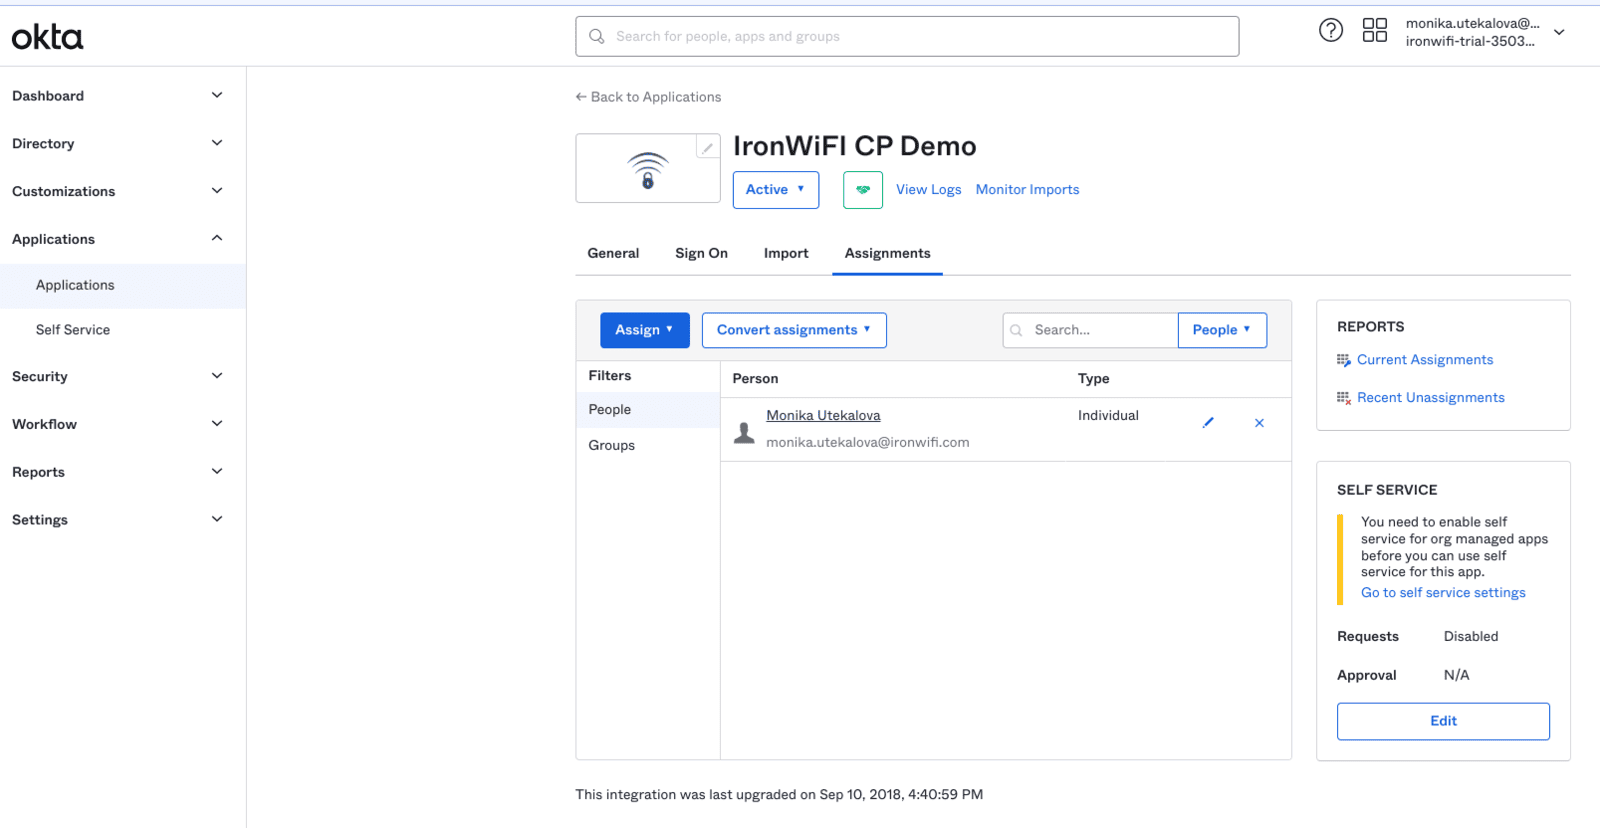 okta
Search for people, apps and groups
monika.utekalova@...
ironwifi-trial-3503...
Dashboard
Directory
Customizations
Applications
Applications
Self Service
Security
Workflow
Reports
Settings
← Back to Applications
IronWiFI CP Demo
Active
View Logs
Monitor Imports
General
Sign On
Import
Assignments
Assign
Convert assignments
Search...
People
Filters
People
Groups
Person
Type
Monika Utekalova
Individual
monika.utekalova@ironwifi.com
REPORTS
Current Assignments
Recent Unassignments
SELF SERVICE
You need to enable self
service for org managed apps
before you can use self
service for this app.
Go to self service settings
Requests Disabled
Approval N/A
Edit
This integration was last upgraded on Sep 10, 2018, 4:40:59 PM